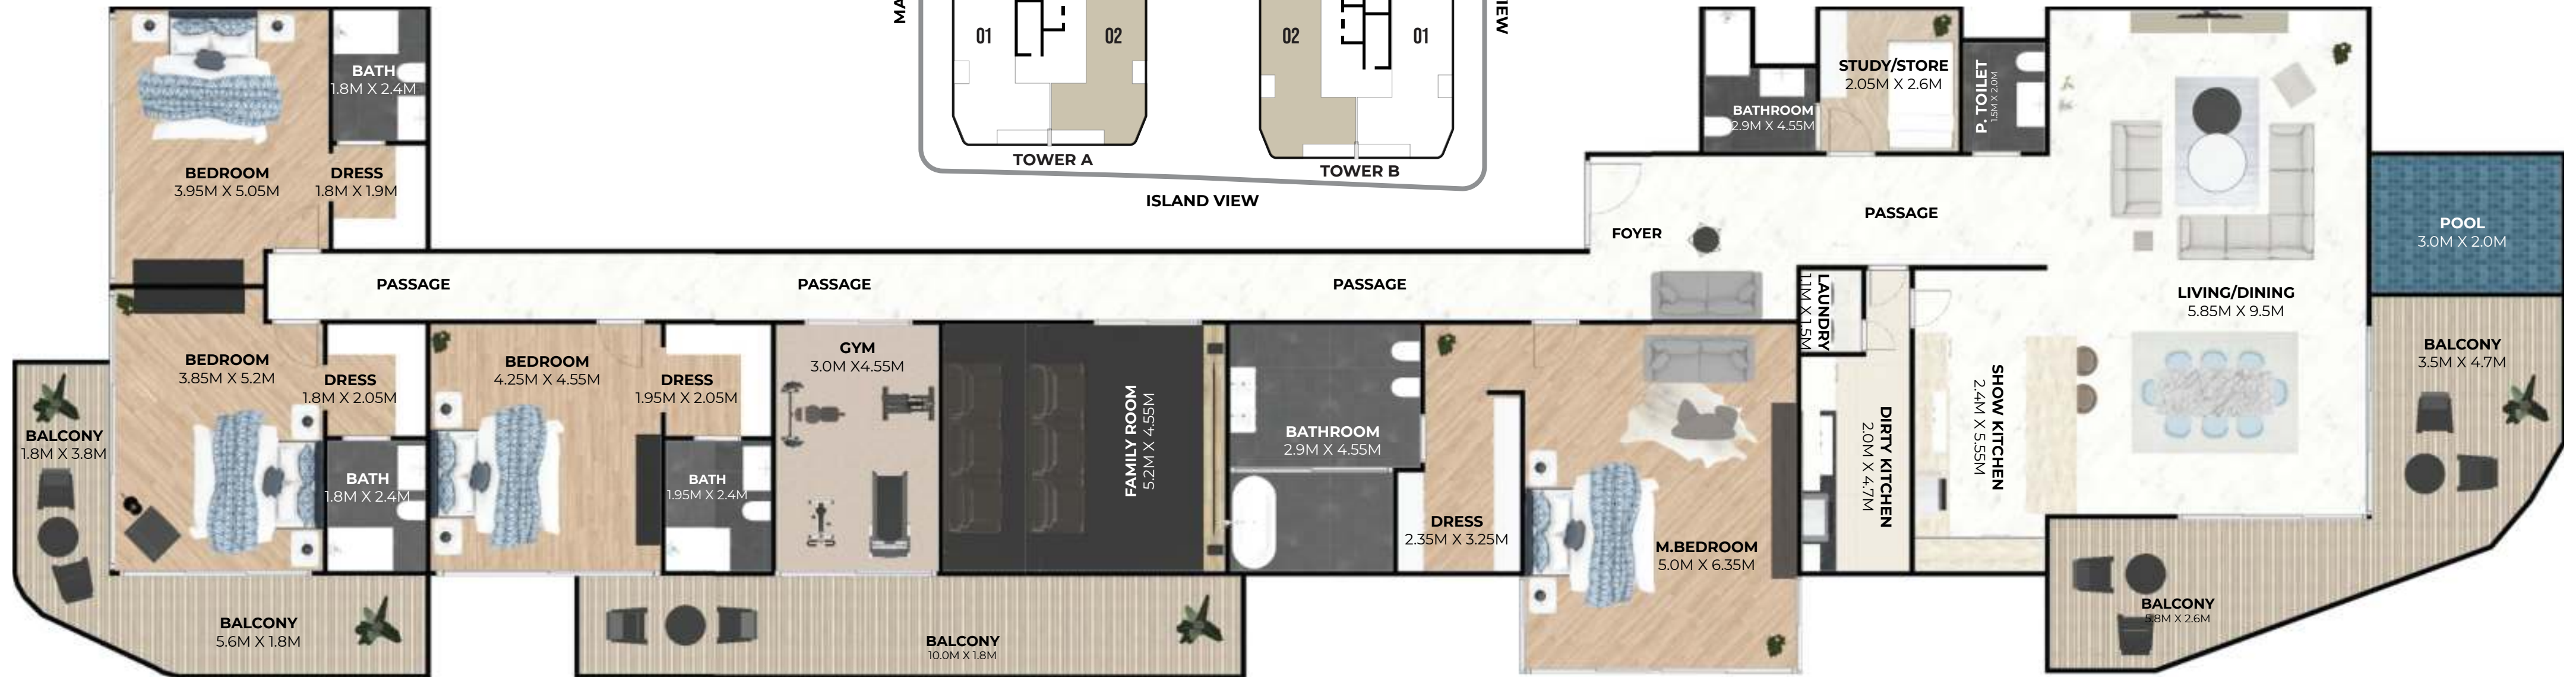 MA
01
02
02
01
IEW
TOWER A
TOWER B
ISLAND VIEW
BATH
1.8M X 2.4M
BEDROOM
3.95M X 5.05M
DRESS
1.8M X 1.9M
STUDY/STORE
2.05M X 2.6M
BATHROOM
2.9M X 4.55M
P. TOILET
1.5M X 2.0M
PASSAGE
FOYER
POOL
3.0M X 2.0M
PASSAGE
PASSAGE
PASSAGE
LAUNDRY
1.1M X 1.5M
LIVING/DINING
5.85M X 9.5M
BEDROOM
3.85M X 5.2M
DRESS
1.8M X 2.05M
BEDROOM
4.25M X 4.55M
DRESS
1.95M X 2.05M
GYM
3.0M X4.55M
FAMILY ROOM
5.2M X 4.55M
BATHROOM
2.9M X 4.55M
DIRTY KITCHEN
2.0M X 4.7M
SHOW KITCHEN
2.4M X 5.55M
BALCONY
3.5M X 4.7M
BALCONY
1.8M X 3.8M
BATH
1.8M X 2.4M
BATH
1.95M X 2.4M
DRESS
2.35M X 3.25M
M.BEDROOM
5.0M X 6.35M
BALCONY
5.6M X 1.8M
BALCONY
10.0M X 1.8M
BALCONY
5.8M X 2.6M